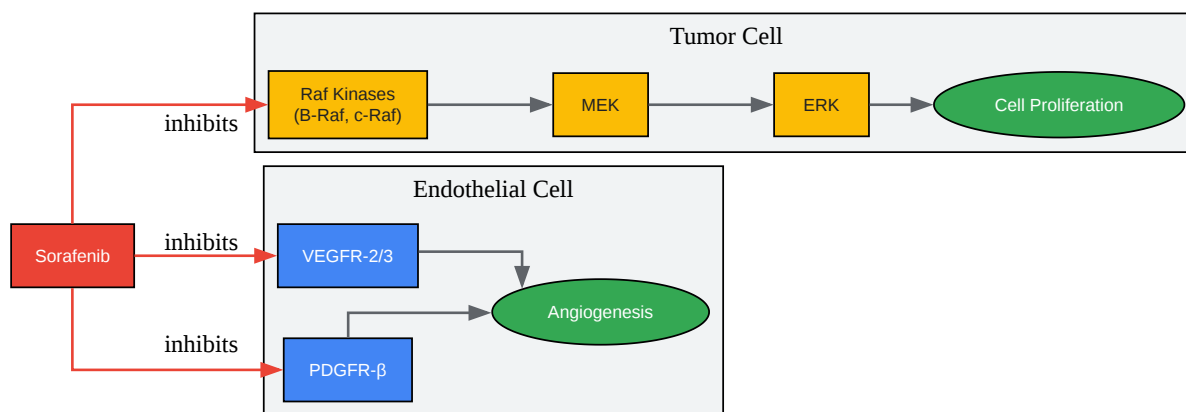 Tumor Cell
Raf Kinases
(B-Raf, c-Raf)
MEK
ERK
Cell Proliferation
inhibits
Endothelial Cell
Sorafenib
inhibits
VEGFR-2/3
Angiogenesis
inhibits
PDGFR-β